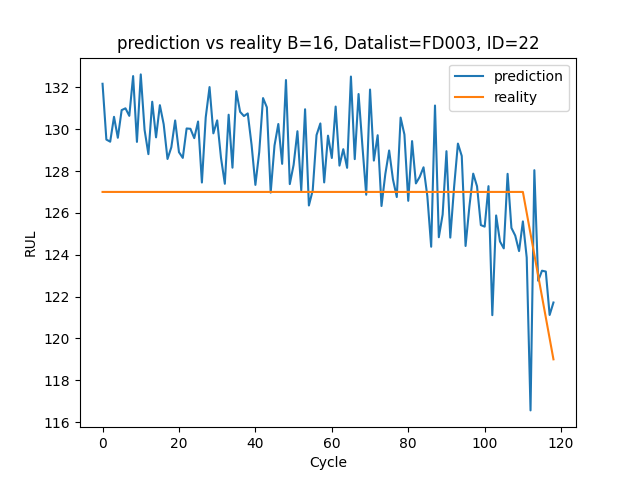 prediction vs reality B=16, Datalist=FD003, ID=22
prediction
reality
RUL
132
130
128
126
124
122
120
118
116
0 20 40 60 80 100 120
Cycle